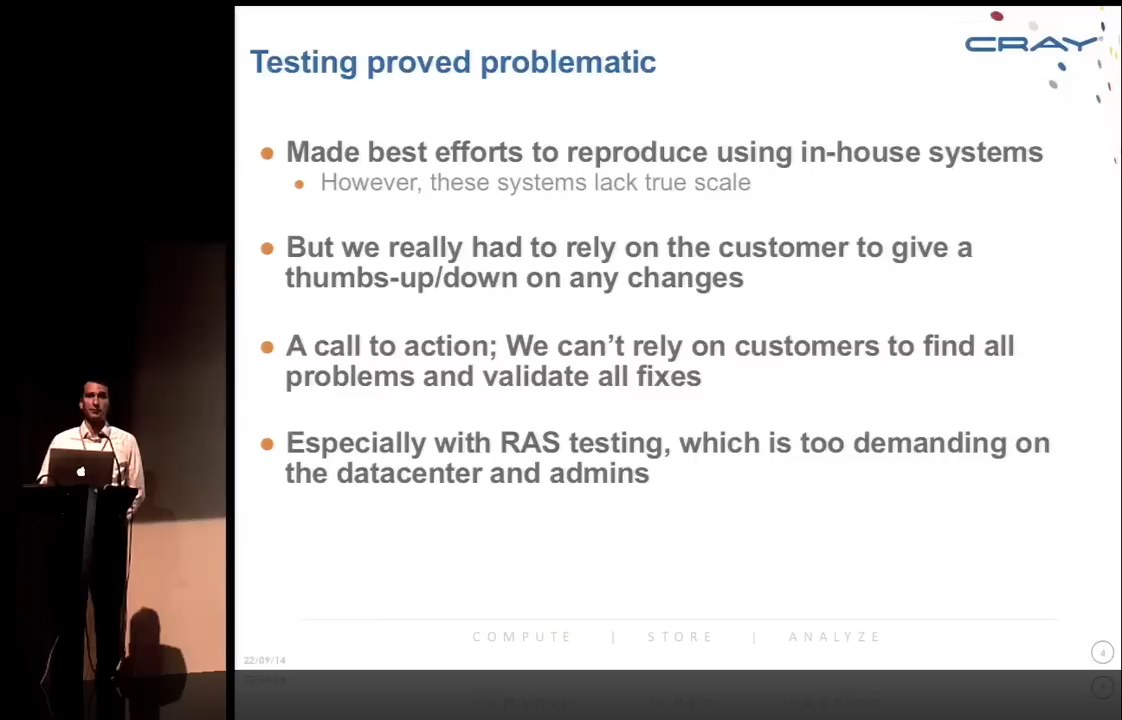 CRAY
Testing proved problematic
Made best efforts to reproduce using in-house systems
However, these systems lack true scale
But we really had to rely on the customer to give a
thumbs-up/down on any changes
A call to action; We can’t rely on customers to find all
problems and validate all fixes
Especially with RAS testing, which is too demanding on
the datacenter and admins
COMPUTE | STORE | ANALYZE
22/09/14
4